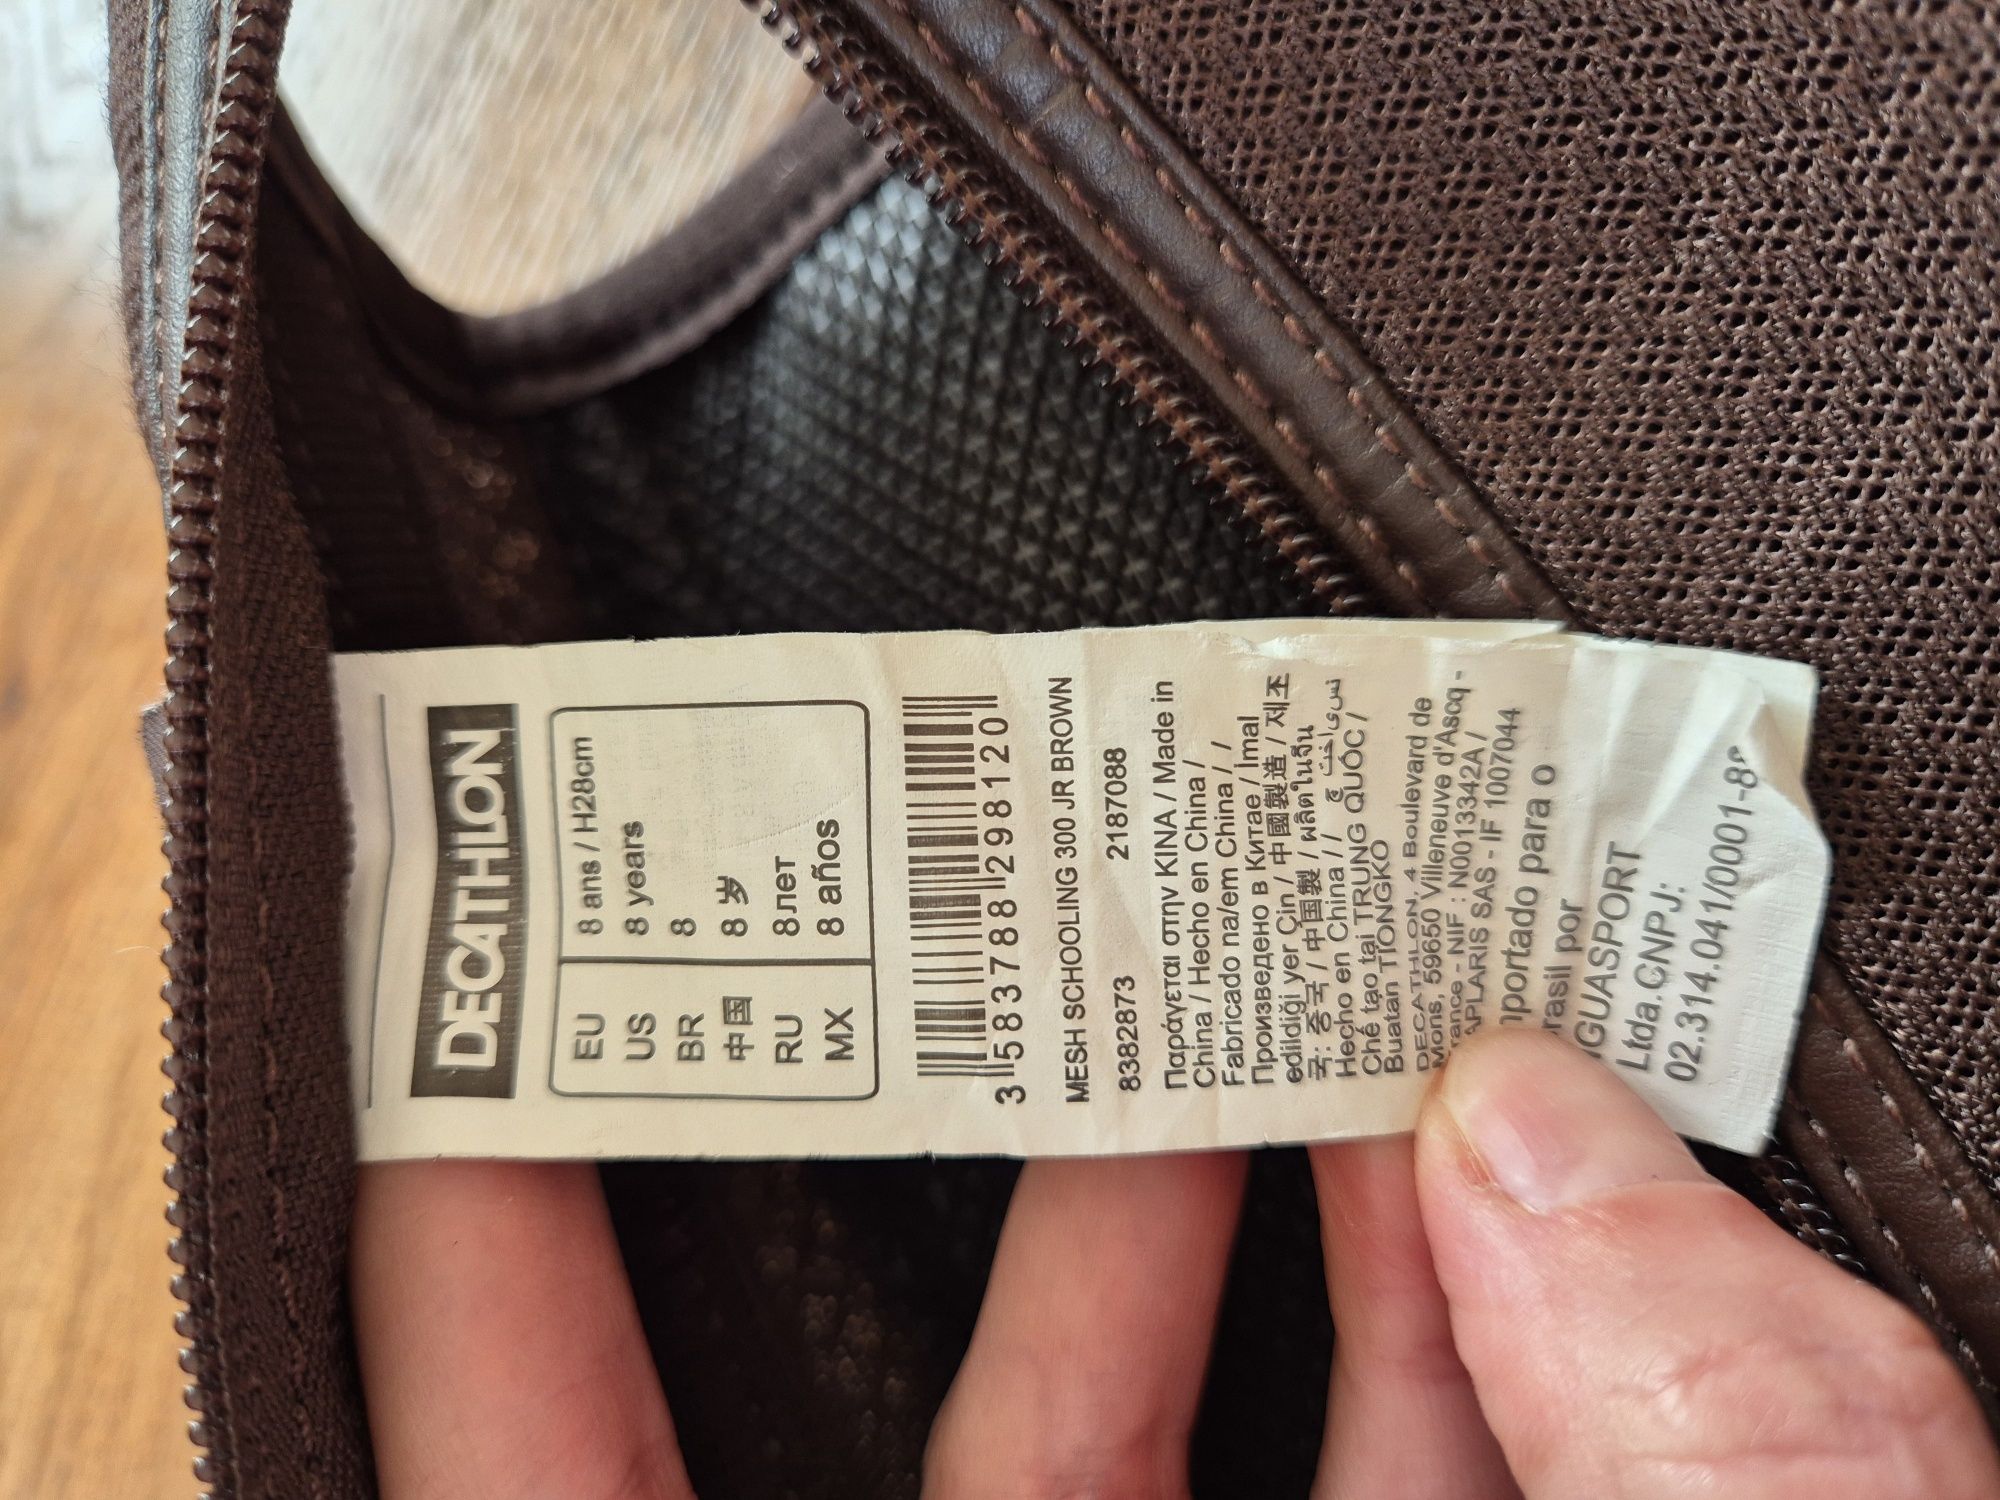 DECATHLON
EU 8 ans / H28cm
US 8 years
BR 8
中国 8 岁
RU 8лет
MX 8 años
3 583788 298120
MESH SCHOOLING 300 JR BROWN
8382873 2187088
Παράγεται στην ΚΙΝΑ / Made in
China / Hecho en China /
Fabricado na/em China / /
Произведено в Китае / İmal
edildiği yer Çin / 中國製造 / 제조
국: 중국 / 中国製 / ผลิตในจีน
Hecho en China / /
Chế tạo tại TRUNG QUỐC /
Buatan TIONGKO
DECATHLON, 4 Boulevard de
Mons, 59650 Villeneuve d'Ascq -
rance - NIF : N0013342A /
APLARIS SAS - IF 1007044
portado para o
rasil por
IGUASPORT
Ltda.CNPJ:
02.314.041/0001-8